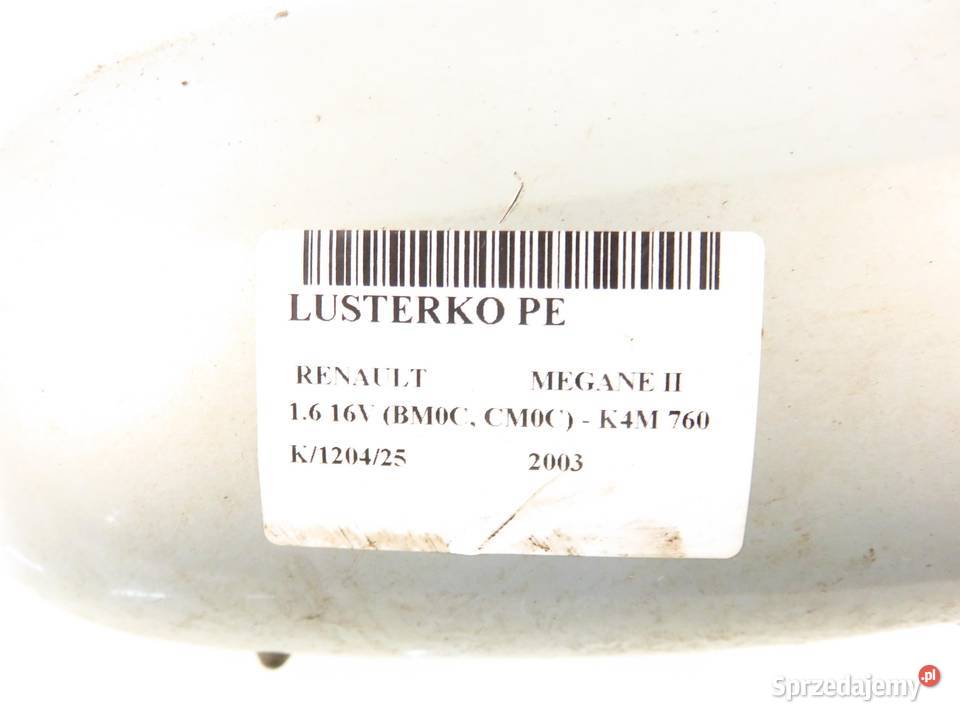 LUSTERKO PE
RENAULT MEGANE II
1.6 16V (BM0C, CM0C) - K4M 760
K/1204/25 2003
Sprzedajemy.pl